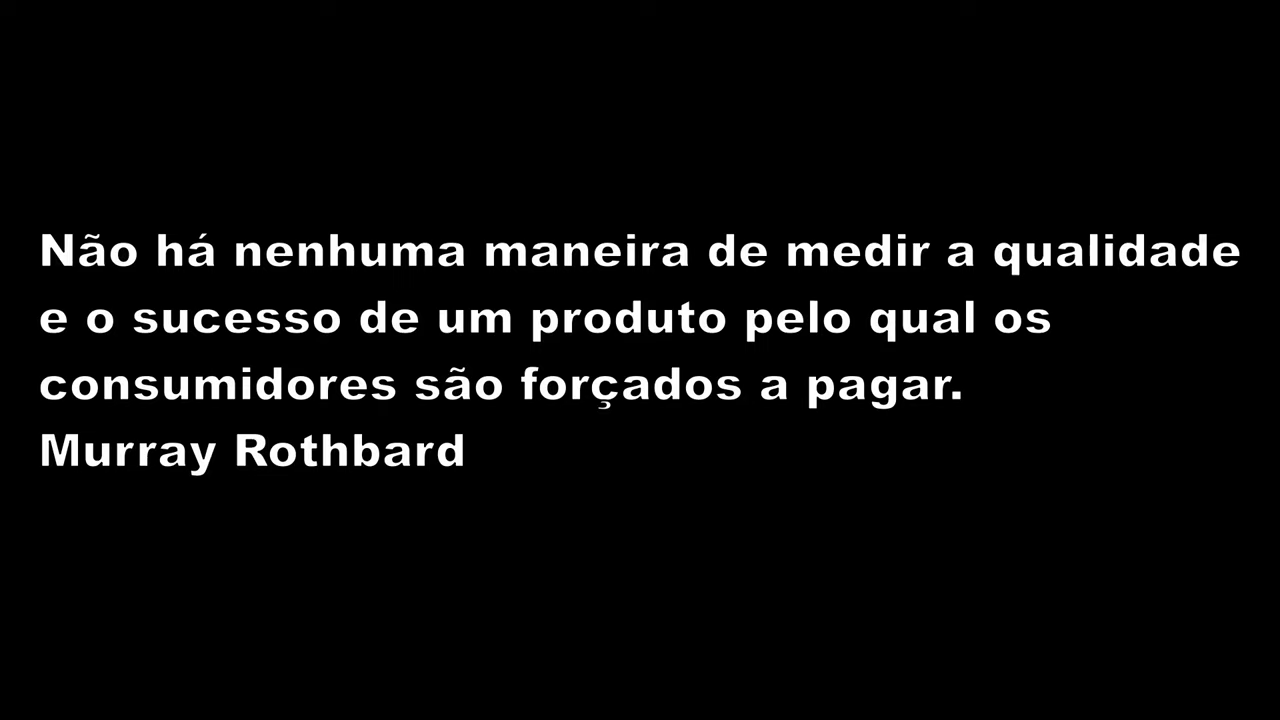 Não há nenhuma maneira de medir a qualidade
e o sucesso de um produto pelo qual os
consumidores são forçados a pagar.
Murray Rothbard